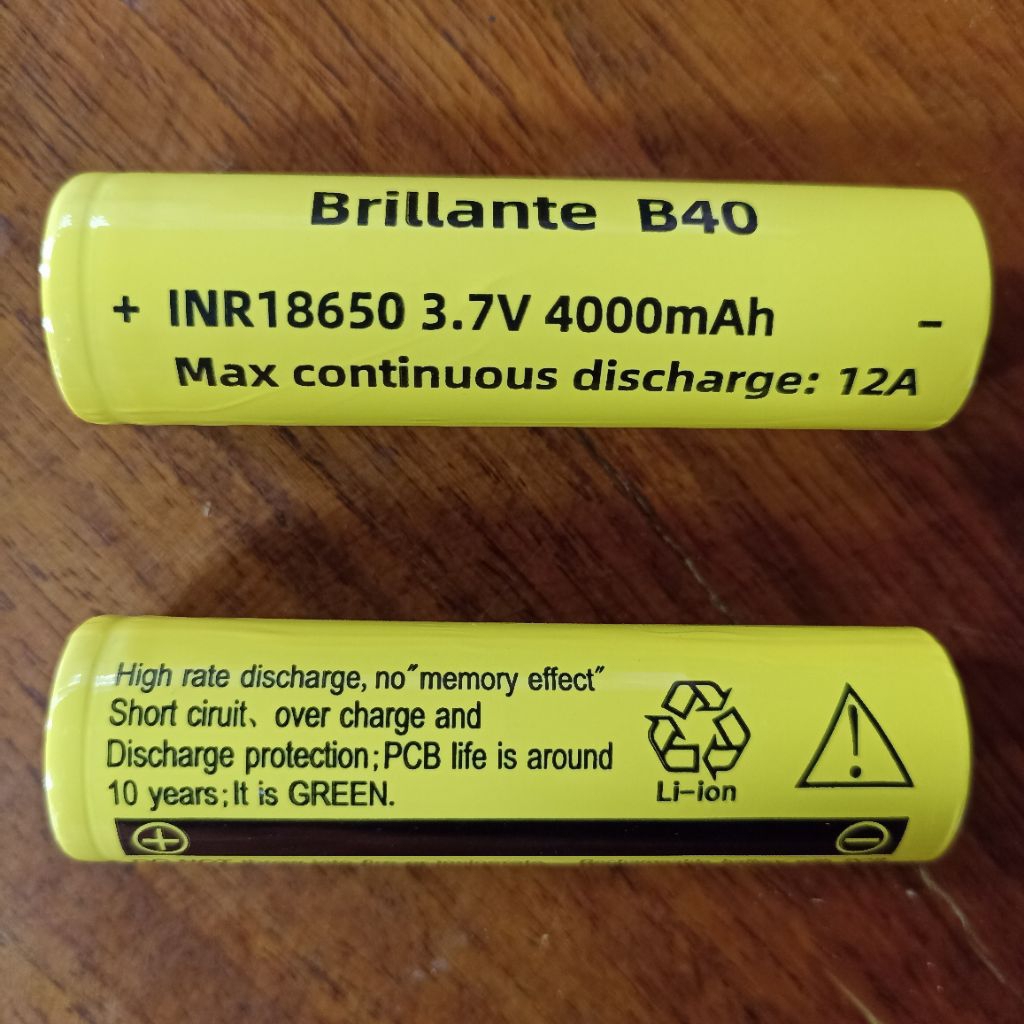 Brillante B40
+ INR18650 3.7V 4000mAh -
Max continuous discharge: 12A
High rate discharge, no"memory effect"
Short ciruit、over charge and
Discharge protection;PCB life is around
10 years;It is GREEN.
Li-ion
+ -